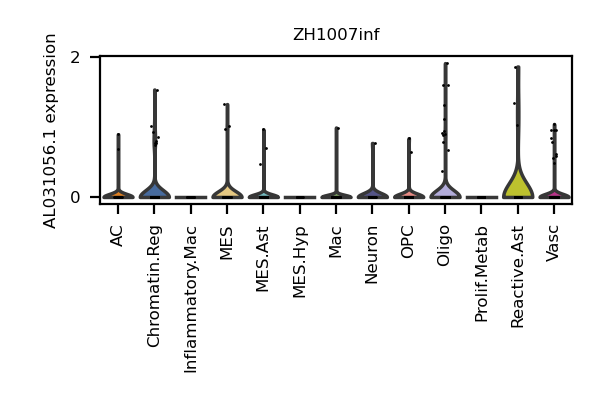 ZH1007inf
AL031056.1 expression
2
0
AC
Chromatin.Reg
Inflammatory.Mac
MES
MES.Ast
MES.Hyp
Mac
Neuron
OPC
Oligo
Prolif.Metab
Reactive.Ast
Vasc